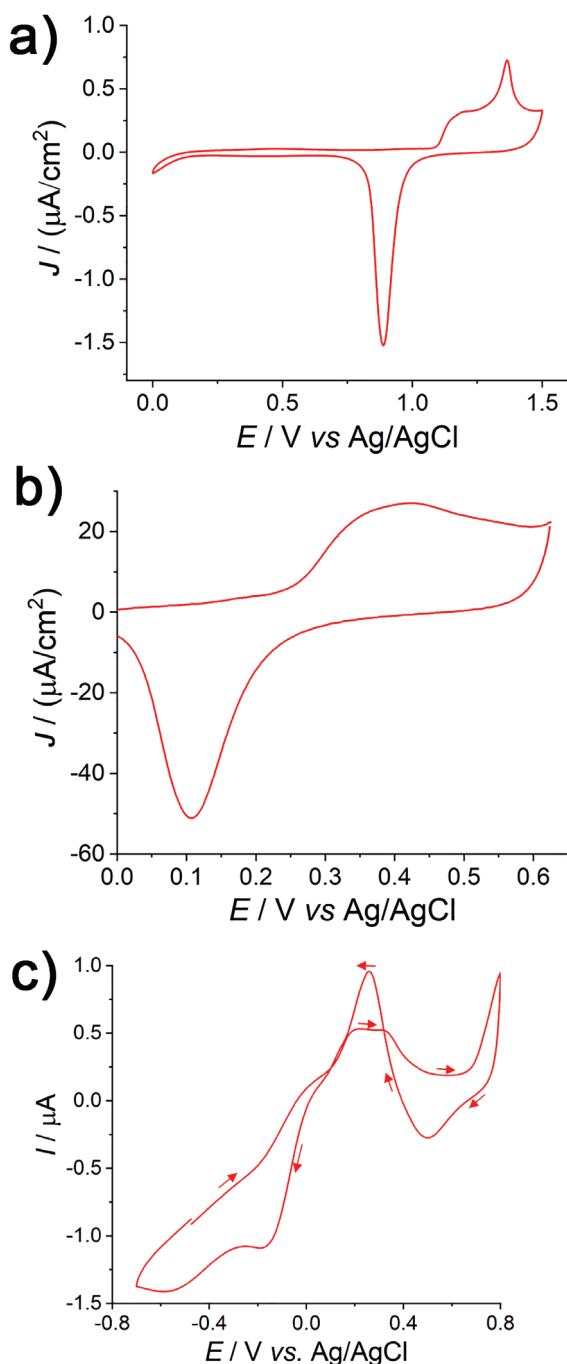 a)
1.0
0.5
0.0
-0.5
-1.0
-1.5
J / (μA/cm²)
0.0 0.5 1.0 1.5
E / V vs Ag/AgCl
b)
20
0
-20
-40
-60
J / (μA/cm²)
0.0 0.1 0.2 0.3 0.4 0.5 0.6
E / V vs Ag/AgCl
c)
1.0
0.5
0.0
-0.5
-1.0
-1.5
I / μA
-0.8 -0.4 0.0 0.4 0.8
E / V vs. Ag/AgCl